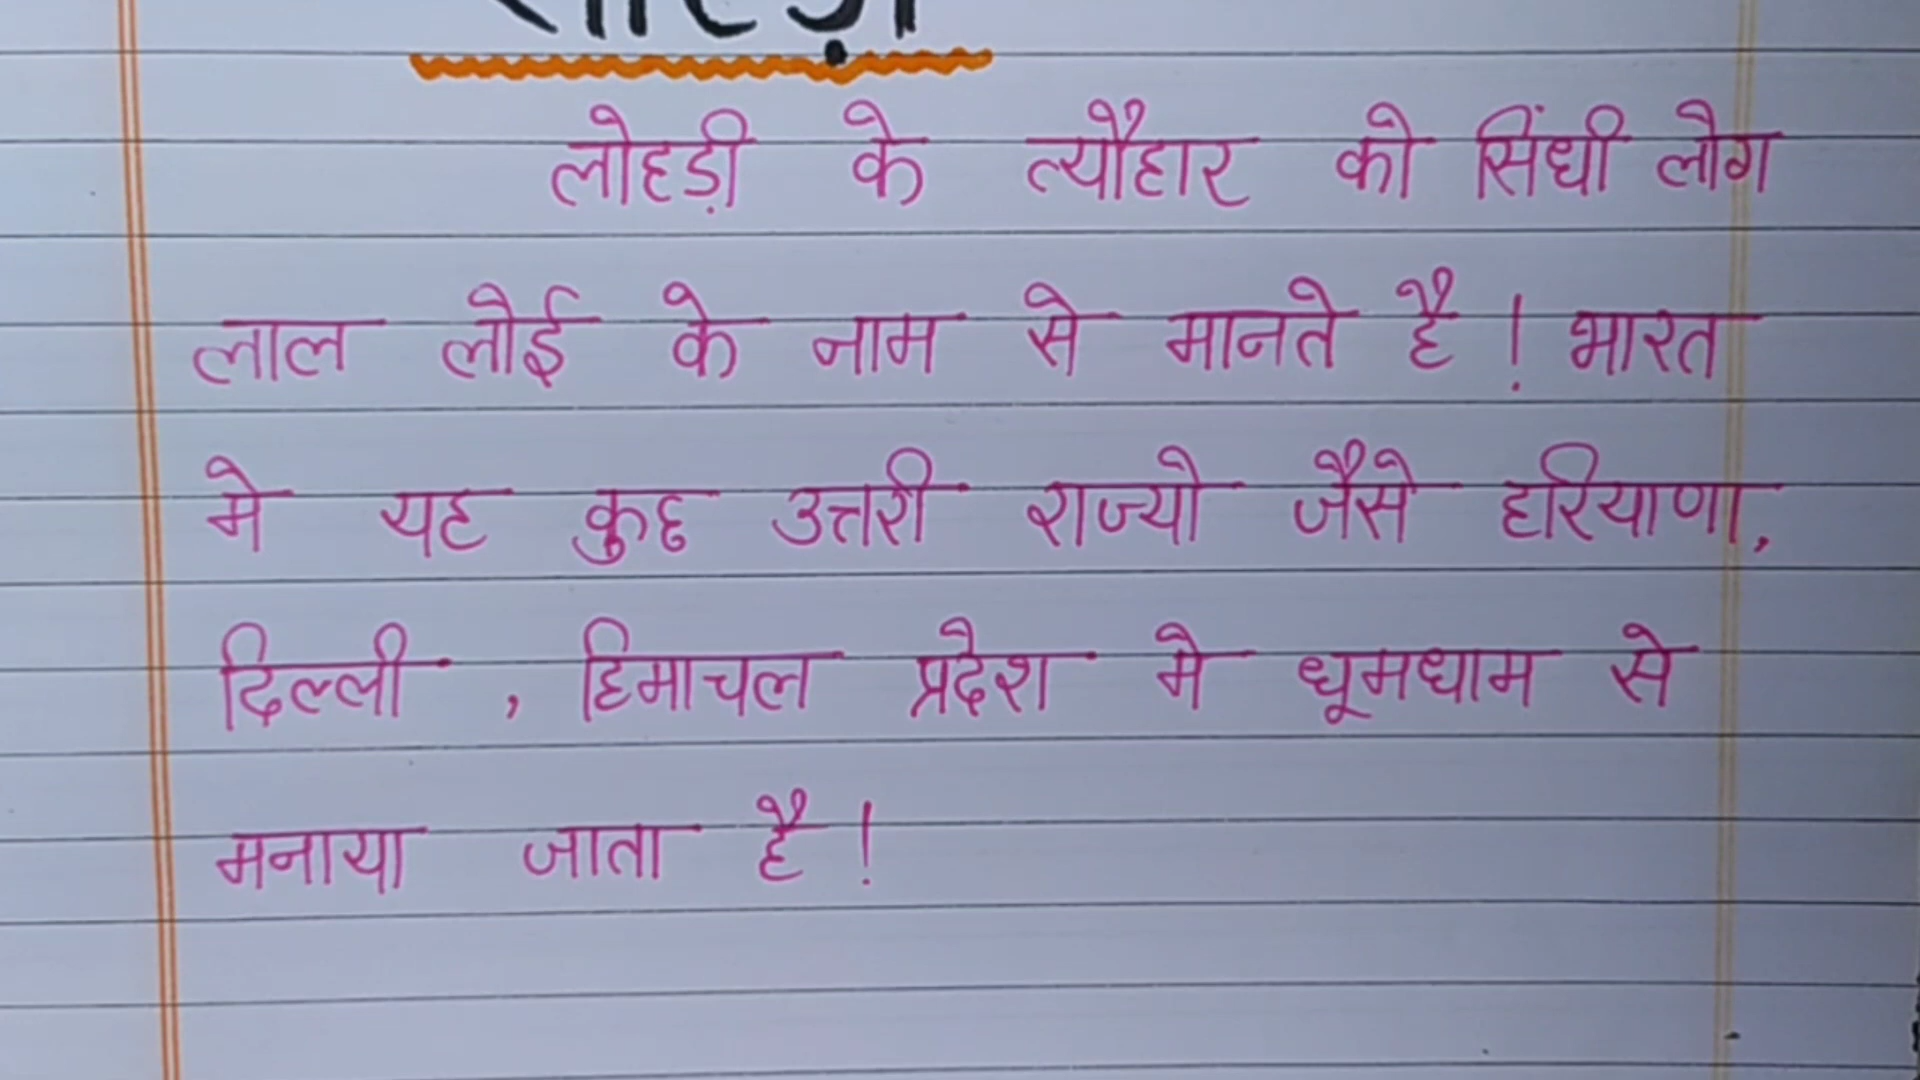 लोहड़ी के त्यौहार को सिंधी लोग
लाल लोई के नाम से मानते है ! भारत
मे यह कुछ उत्तरी राज्यो जैसे हरियाणा,
दिल्ली , हिमाचल प्रदेश मे धूमधाम से
मनाया जाता है !